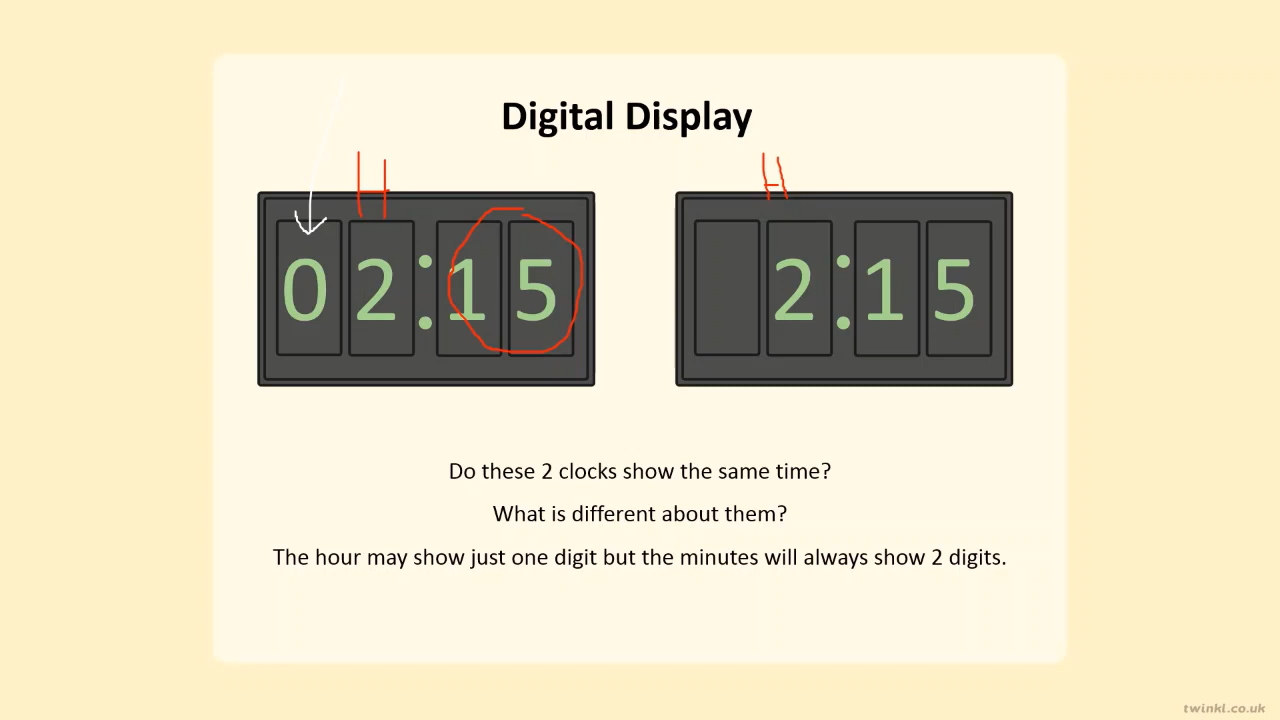 Digital Display
H
H
02:15
2:15
Do these 2 clocks show the same time?
What is different about them?
The hour may show just one digit but the minutes will always show 2 digits.
twinkl.co.uk